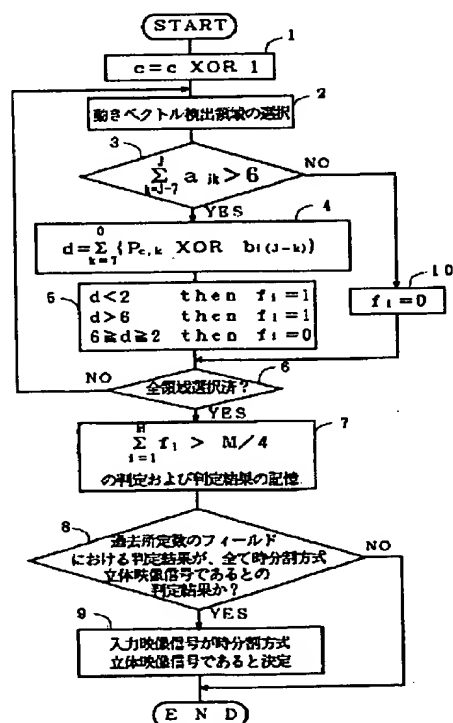 START
1
c=c XOR 1
2
動きベクトル検出領域の選択
3
J
Σ a jk > 6
k=J-7
NO
YES
4
0
d=Σ {Pc,k XOR bi(J-k)}
k=7
5
d<2 then fi=1
d>6 then fi=1
6≧d≧2 then fi=0
10
fi=0
6
NO
全領域選択済?
YES
7
Σ fi > M/4
i=1
の判定および判定結果の記憶
8
過去所定数のフィールド
における判定結果が、全て時分割方式
立体映像信号であるとの
判定結果か?
NO
YES
9
入力映像信号が時分割方式
立体映像信号であると決定
END